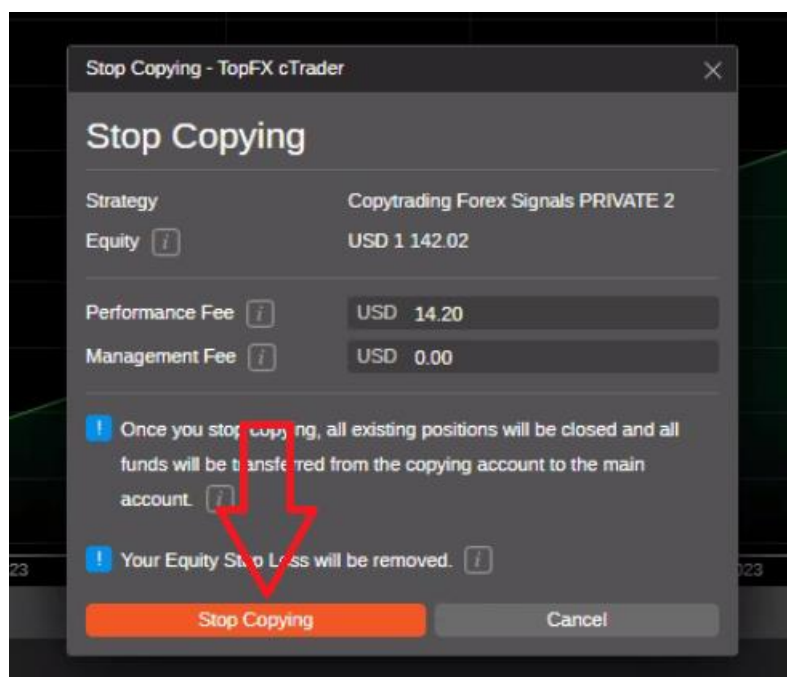 Stop Copying - TopFX cTrader
Stop Copying
Strategy Copytrading Forex Signals PRIVATE 2
Equity i USD 1 142.02
Performance Fee i USD 14.20
Management Fee i USD 0.00
! Once you stop copying, all existing positions will be closed and all
funds will be transferred from the copying account to the main
account. i
! Your Equity Stop Loss will be removed. i
23 023
Stop Copying Cancel